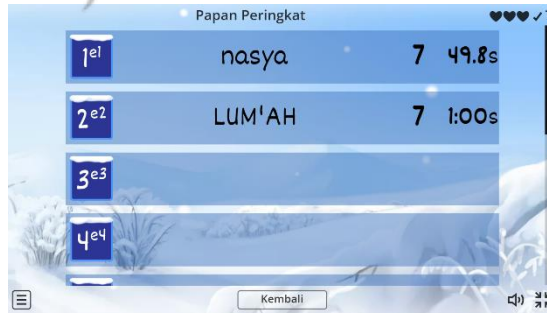 Papan Peringkat
1e1 nasya 7 49.8s
2e2 LUM'AH 7 1:00s
3e3
4e4
Kembali